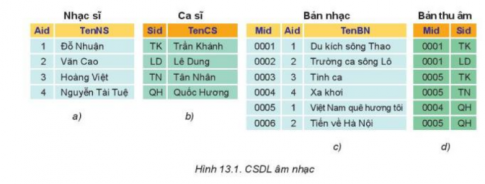 Nhạc sĩ Ca sĩ Bán nhạc Bán thu âm
Aid TenNS Sid TenCS Mid Aid TenBN Mid Sid
1 Đỗ Nhuận TK Trần Khánh 0001 1 Du kích sông Thao 0001 TK
2 Văn Cao LD Lê Dung 0002 2 Trường ca sông Lô 0001 LD
3 Hoàng Việt TN Tân Nhân 0003 3 Tình ca 0005 TK
4 Nguyễn Tài Tuệ QH Quốc Hương 0004 4 Xa khơi 0005 TN
0005 1 Việt Nam quê hương tôi 0004 QH
0006 2 Tiến về Hà Nội 0005 QH
a) b) c) d)
Hình 13.1. CSDL âm nhạc